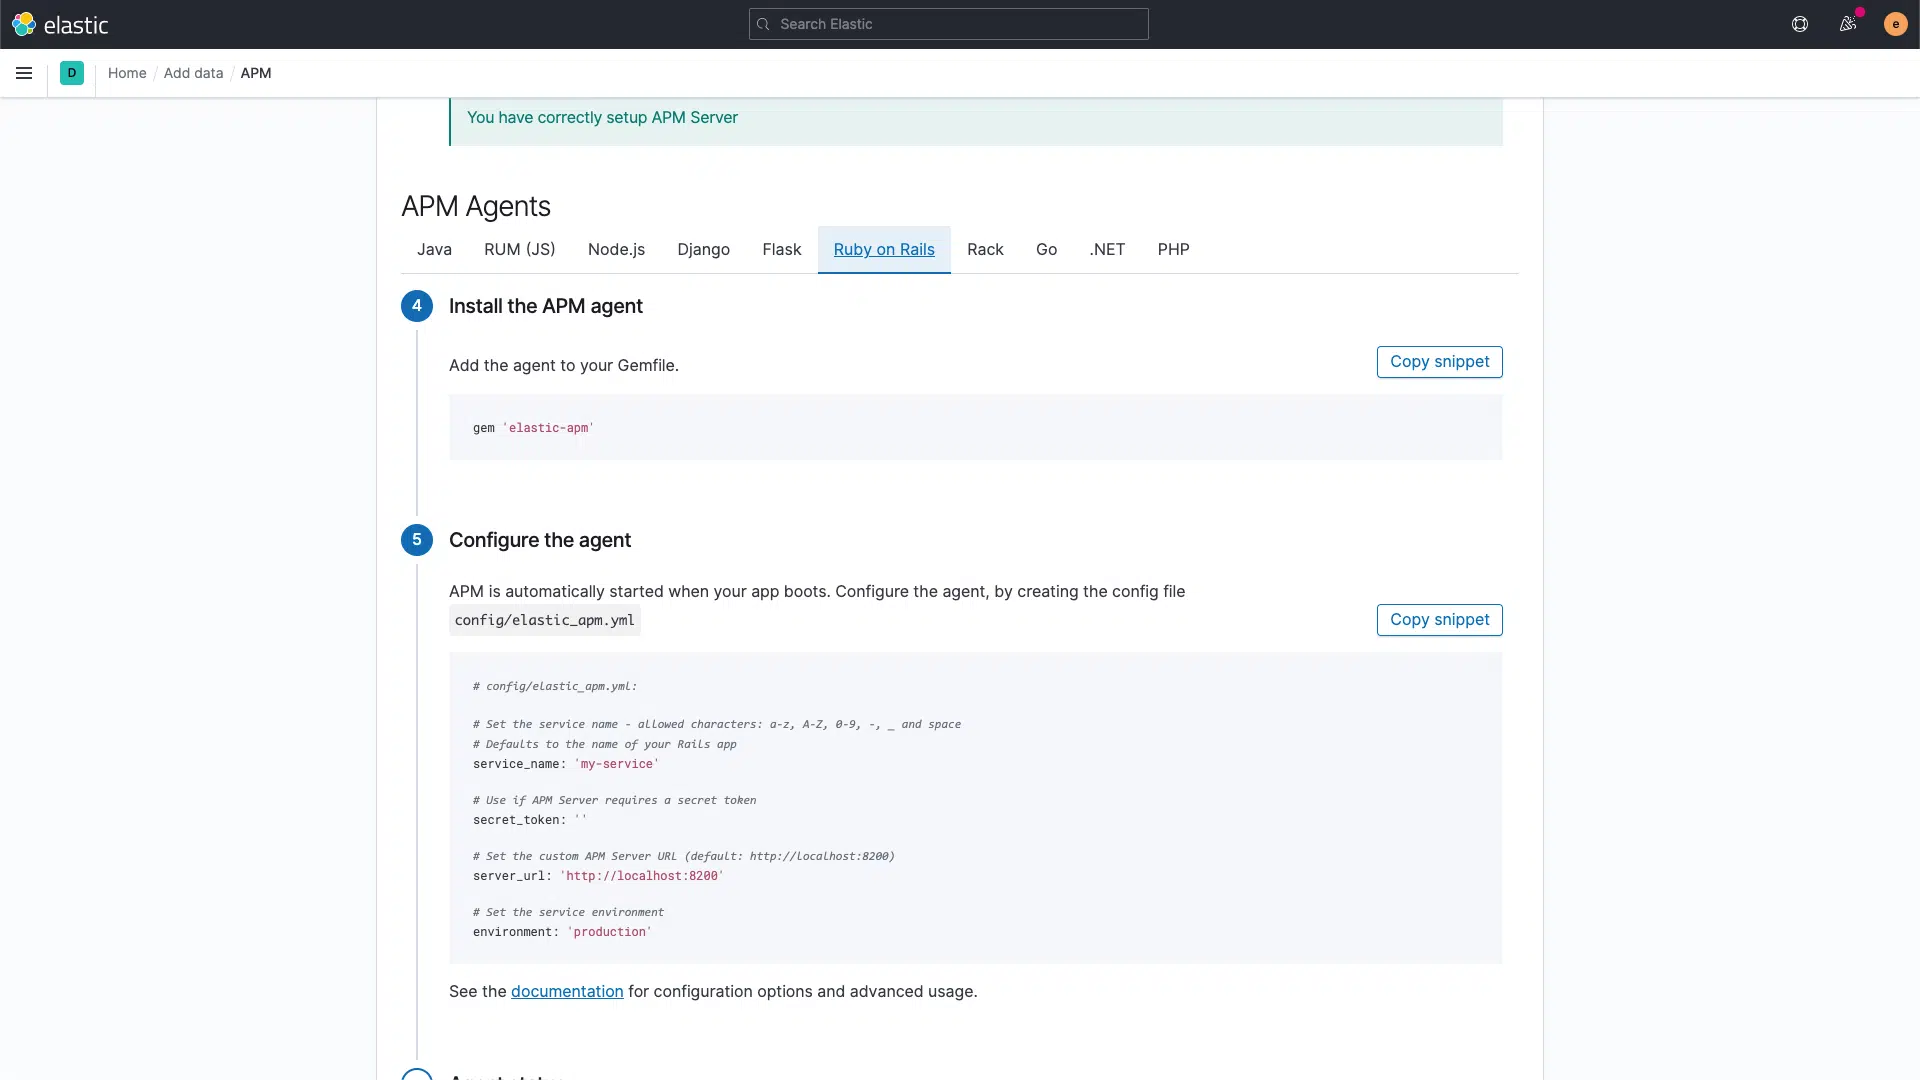 elastic
Search Elastic
e
D
Home / Add data / APM
You have correctly setup APM Server
APM Agents
Java RUM (JS) Node.js Django Flask Ruby on Rails Rack Go .NET PHP
4 Install the APM agent
Add the agent to your Gemfile.
Copy snippet
gem 'elastic-apm'
5 Configure the agent
APM is automatically started when your app boots. Configure the agent, by creating the config file
config/elastic_apm.yml
Copy snippet
# config/elastic_apm.yml:
# Set the service name - allowed characters: a-z, A-Z, 0-9, -, _ and space
# Defaults to the name of your Rails app
service_name: 'my-service'
# Use if APM Server requires a secret token
secret_token: ''
# Set the custom APM Server URL (default: http://localhost:8200)
server_url: 'http://localhost:8200'
# Set the service environment
environment: 'production'
See the documentation for configuration options and advanced usage.